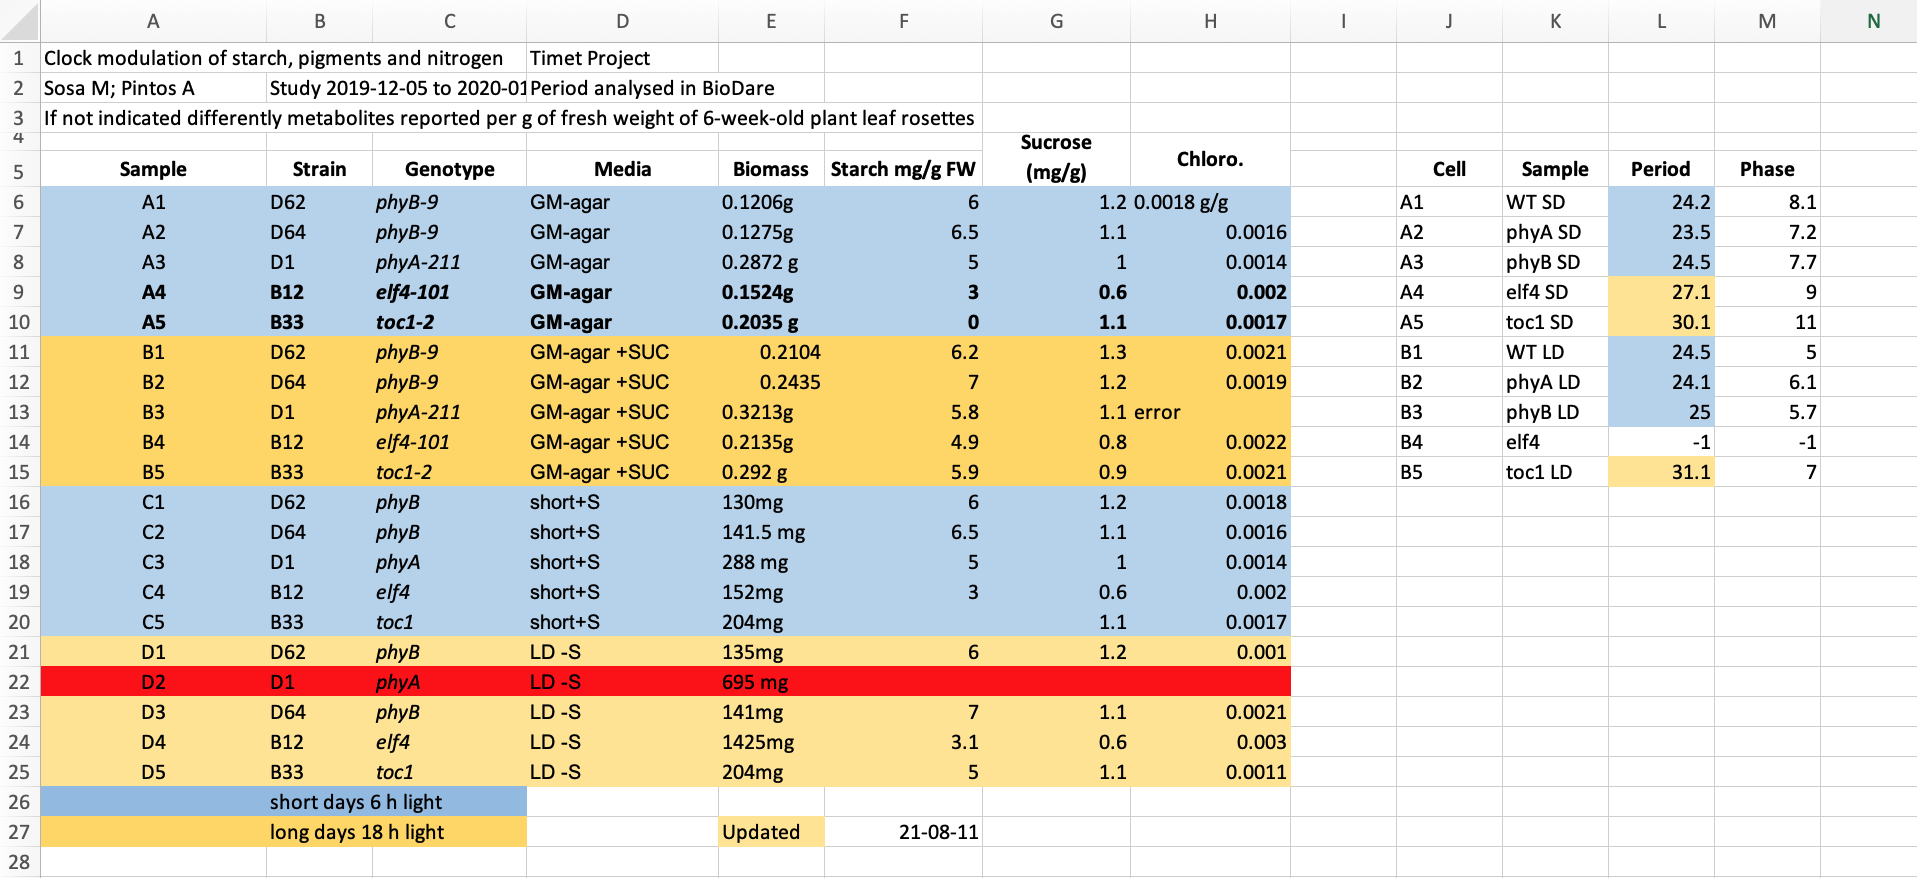 A B C D E F G H I J K L M N
1 Clock modulation of starch, pigments and nitrogen Timet Project
2 Sosa M; Pintos A Study 2019-12-05 to 2020-01 Period analysed in BioDare
3 If not indicated differently metabolites reported per g of fresh weight of 6-week-old plant leaf rosettes
4
5 Sample Strain Genotype Media Biomass Starch mg/g FW Sucrose (mg/g) Chloro. Cell Sample Period Phase
6 A1 D62 phyB-9 GM-agar 0.1206g 6 1.2 0.0018 g/g A1 WT SD 24.2 8.1
7 A2 D64 phyB-9 GM-agar 0.1275g 6.5 1.1 0.0016 A2 phyA SD 23.5 7.2
8 A3 D1 phyA-211 GM-agar 0.2872 g 5 1 0.0014 A3 phyB SD 24.5 7.7
9 A4 B12 elf4-101 GM-agar 0.1524g 3 0.6 0.002 A4 elf4 SD 27.1 9
10 A5 B33 toc1-2 GM-agar 0.2035 g 0 1.1 0.0017 A5 toc1 SD 30.1 11
11 B1 D62 phyB-9 GM-agar +SUC 0.2104 6.2 1.3 0.0021 B1 WT LD 24.5 5
12 B2 D64 phyB-9 GM-agar +SUC 0.2435 7 1.2 0.0019 B2 phyA LD 24.1 6.1
13 B3 D1 phyA-211 GM-agar +SUC 0.3213g 5.8 1.1 error B3 phyB LD 25 5.7
14 B4 B12 elf4-101 GM-agar +SUC 0.2135g 4.9 0.8 0.0022 B4 elf4 -1 -1
15 B5 B33 toc1-2 GM-agar +SUC 0.292 g 5.9 0.9 0.0021 B5 toc1 LD 31.1 7
16 C1 D62 phyB short+S 130mg 6 1.2 0.0018
17 C2 D64 phyB short+S 141.5 mg 6.5 1.1 0.0016
18 C3 D1 phyA short+S 288 mg 5 1 0.0014
19 C4 B12 elf4 short+S 152mg 3 0.6 0.002
20 C5 B33 toc1 short+S 204mg 1.1 0.0017
21 D1 D62 phyB LD -S 135mg 6 1.2 0.001
22 D2 D1 phyA LD -S 695 mg
23 D3 D64 phyB LD -S 141mg 7 1.1 0.0021
24 D4 B12 elf4 LD -S 1425mg 3.1 0.6 0.003
25 D5 B33 toc1 LD -S 204mg 5 1.1 0.0011
26 short days 6 h light
27 long days 18 h light Updated 21-08-11
28